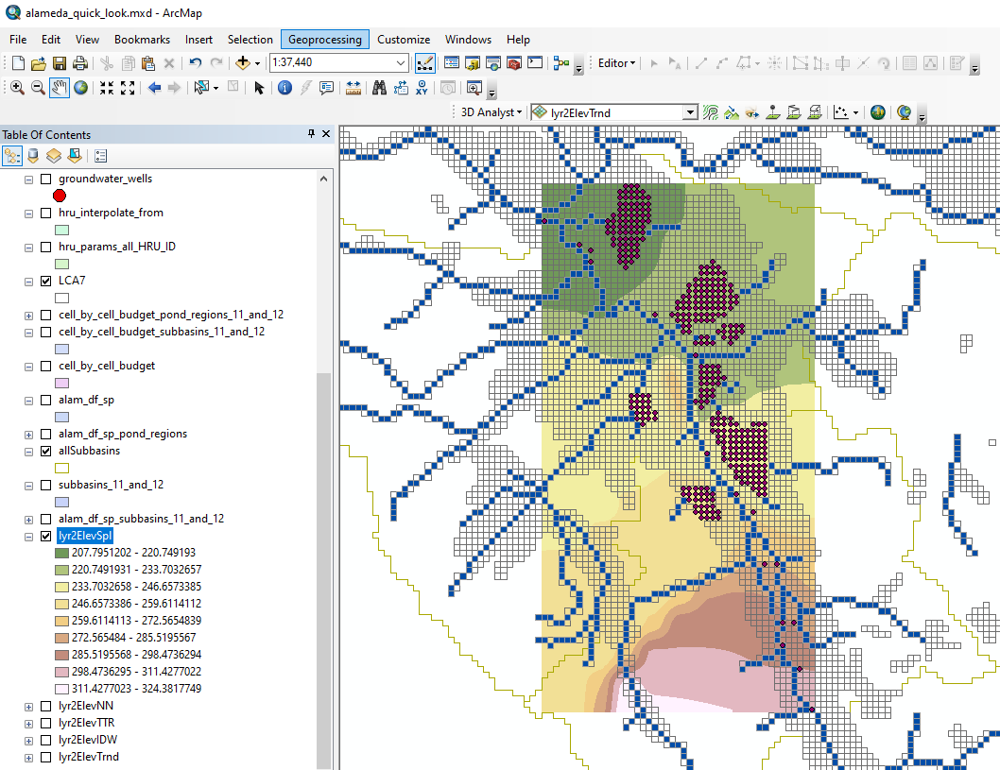 alameda_quick_look.mxd - ArcMap
File Edit View Bookmarks Insert Selection Geoprocessing Customize Windows Help
1:37,440 Editor
XY
3D Analyst lyr2ElevTrnd
Table Of Contents
groundwater_wells
hru_interpolate_from
hru_params_all_HRU_ID
LCA7
cell_by_cell_budget_pond_regions_11_and_12
cell_by_cell_budget_subbasins_11_and_12
cell_by_cell_budget
alam_df_sp
alam_df_sp_pond_regions
allSubbasins
subbasins_11_and_12
alam_df_sp_subbasins_11_and_12
lyr2ElevSpl
207.7951202 - 220.749193
220.7491931 - 233.7032657
233.7032658 - 246.6573385
246.6573386 - 259.6114112
259.6114113 - 272.5654839
272.565484 - 285.5195567
285.5195568 - 298.4736294
298.4736295 - 311.4277022
311.4277023 - 324.3817749
lyr2ElevNN
lyr2ElevTTR
lyr2ElevIDW
lyr2ElevTrnd